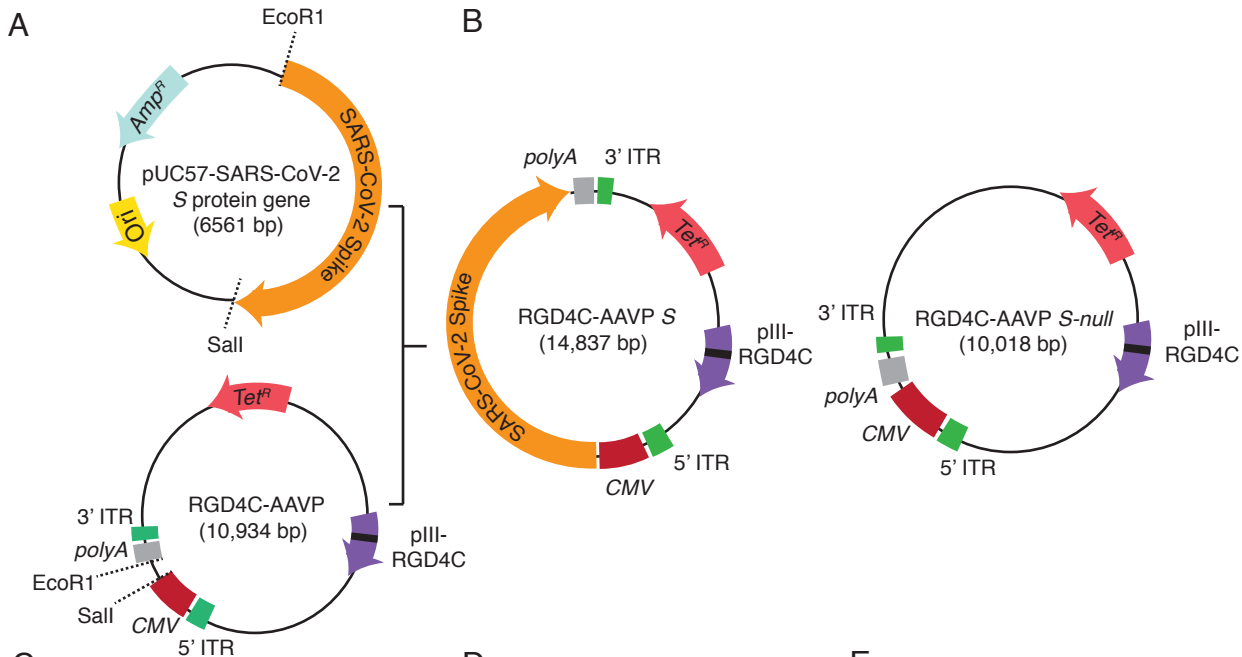 A
EcoR1
Amp^R
SARS-CoV-2 Spike
pUC57-SARS-CoV-2
S protein gene
(6561 bp)
Ori
SalI
Tet^R
RGD4C-AAVP
(10,934 bp)
3' ITR
polyA
EcoR1
SalI
CMV
5' ITR
pIII-
RGD4C
B
polyA
3' ITR
Tet^R
SARS-CoV-2 Spike
RGD4C-AAVP S
(14,837 bp)
pIII-
RGD4C
5' ITR
CMV
Tet^R
3' ITR
RGD4C-AAVP S-null
(10,018 bp)
pIII-
RGD4C
polyA
CMV
5' ITR